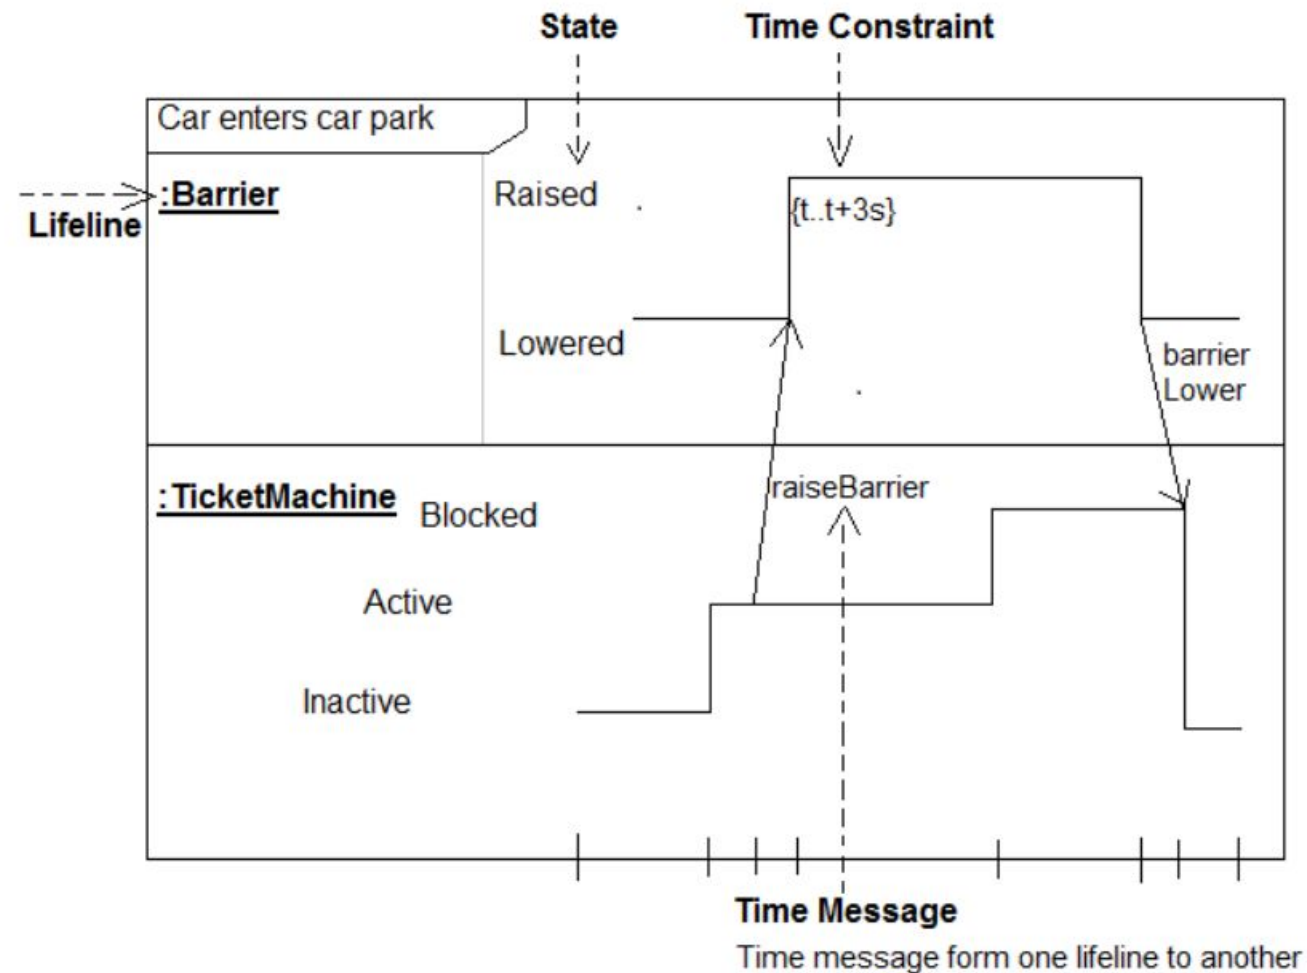 State
Time Constraint
Car enters car park
:Barrier
Raised
{t..t+3s}
Lifeline
Lowered
barrier
Lower
:TicketMachine
Blocked
raiseBarrier
Active
Inactive
Time Message
Time message form one lifeline to another